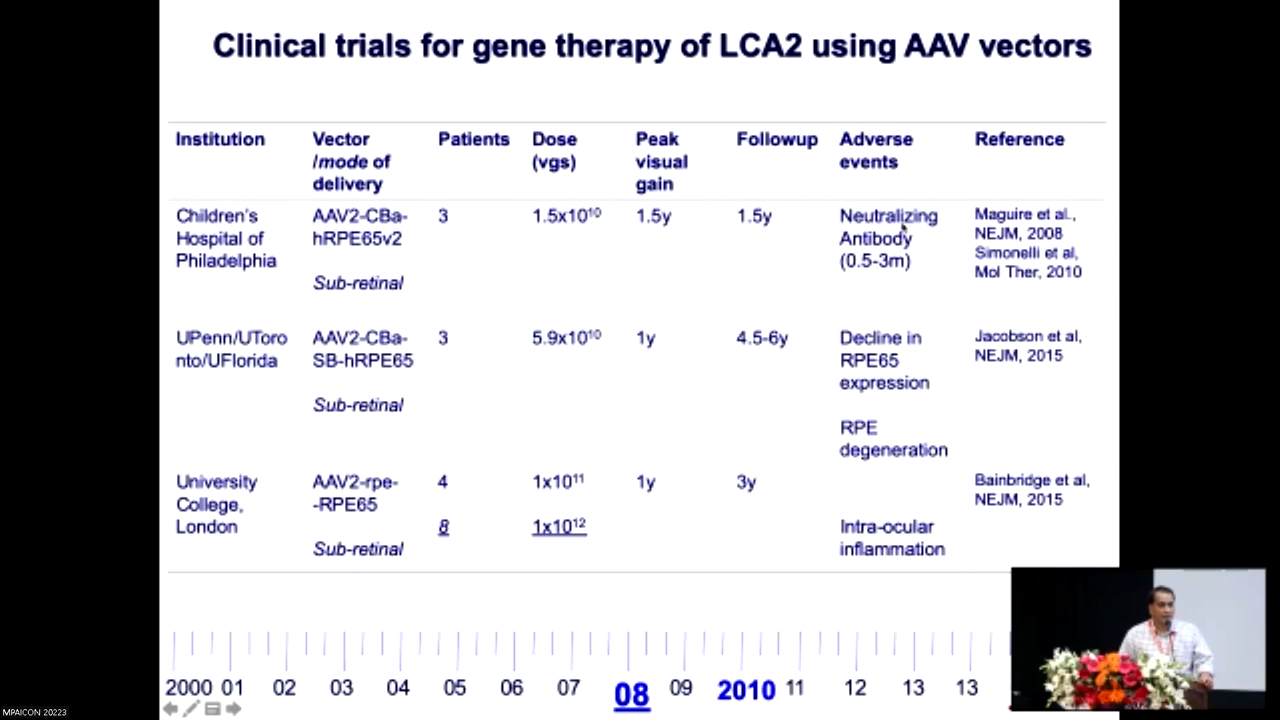 Clinical trials for gene therapy of LCA2 using AAV vectors
Institution
Vector
/mode of
delivery
Patients
Dose
(vgs)
Peak
visual
gain
Followup
Adverse
events
Reference
Children's
Hospital of
Philadelphia
AAV2-CBa-
hRPE65v2
Sub-retinal
3
1.5x10¹⁰
1.5y
1.5y
Neutralizing
Antibody
(0.5-3m)
Maguire et al.,
NEJM, 2008
Simonelli et al,
Mol Ther, 2010
UPenn/UToro
nto/UFlorida
AAV2-CBa-
SB-hRPE65
Sub-retinal
3
5.9x10¹⁰
1y
4.5-6y
Decline in
RPE65
expression
RPE
degeneration
Jacobson et al,
NEJM, 2015
University
College,
London
AAV2-rpe-
-RPE65
Sub-retinal
4
8
1x10¹¹
1x10¹²
1y
3y
Intra-ocular
inflammation
Bainbridge et al,
NEJM, 2015
2000 01 02 03 04 05 06 07 08 09 2010 11 12 13 13
MPAICON 20223